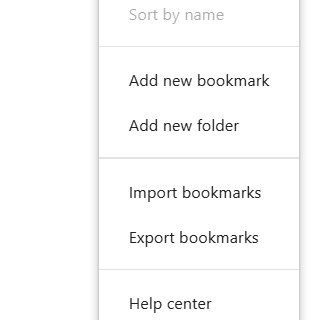 Sort by name
Add new bookmark
Add new folder
Import bookmarks
Export bookmarks
Help center